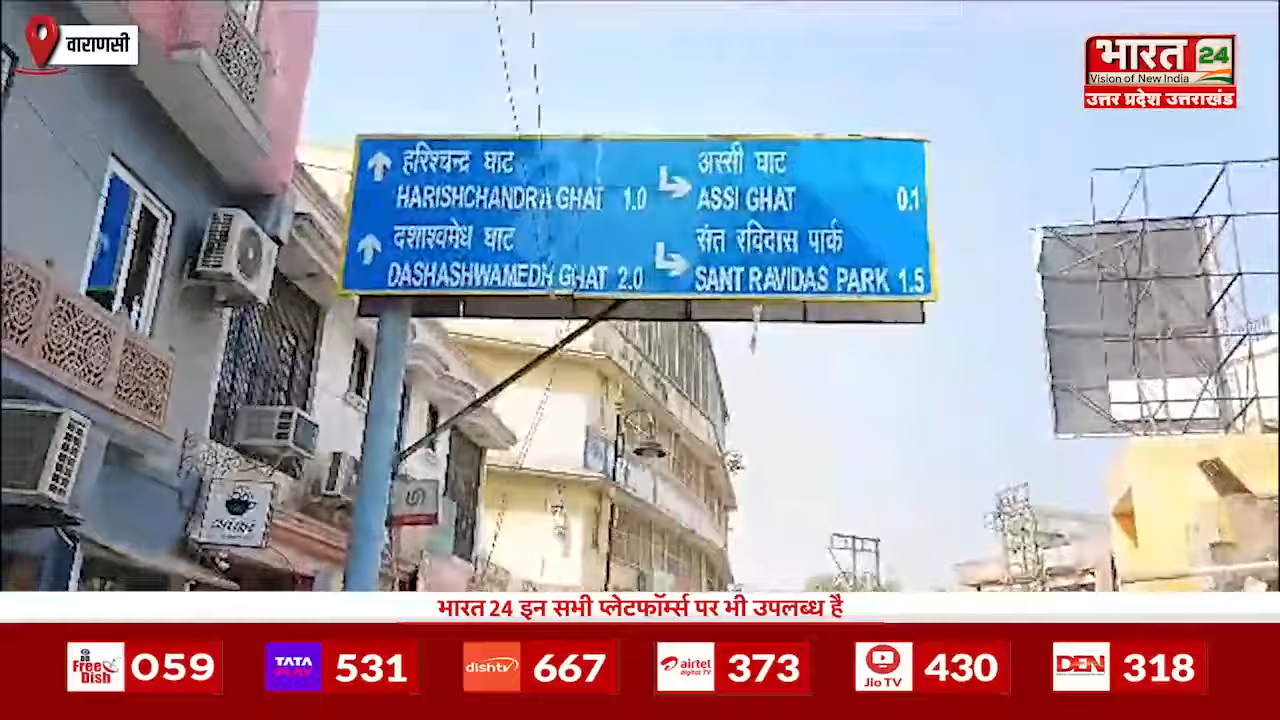 वाराणसी
भारत 24
Vision of New India
उत्तर प्रदेश उत्तराखंड
हरिश्चन्द्र घाट
HARISHCHANDRA GHAT 1.0
दशाश्वमेध घाट
DASHASHWAMEDH GHAT 2.0
अस्सी घाट
ASSI GHAT 0.1
संत रविदास पार्क
SANT RAVIDAS PARK 1.5
भारत 24 इन सभी प्लेटफॉर्म्स पर भी उपलब्ध है
DD Free Dish 059
TATA PLAY 531
dishtv 667
airtel digital TV 373
Jio TV 430
DEN 318